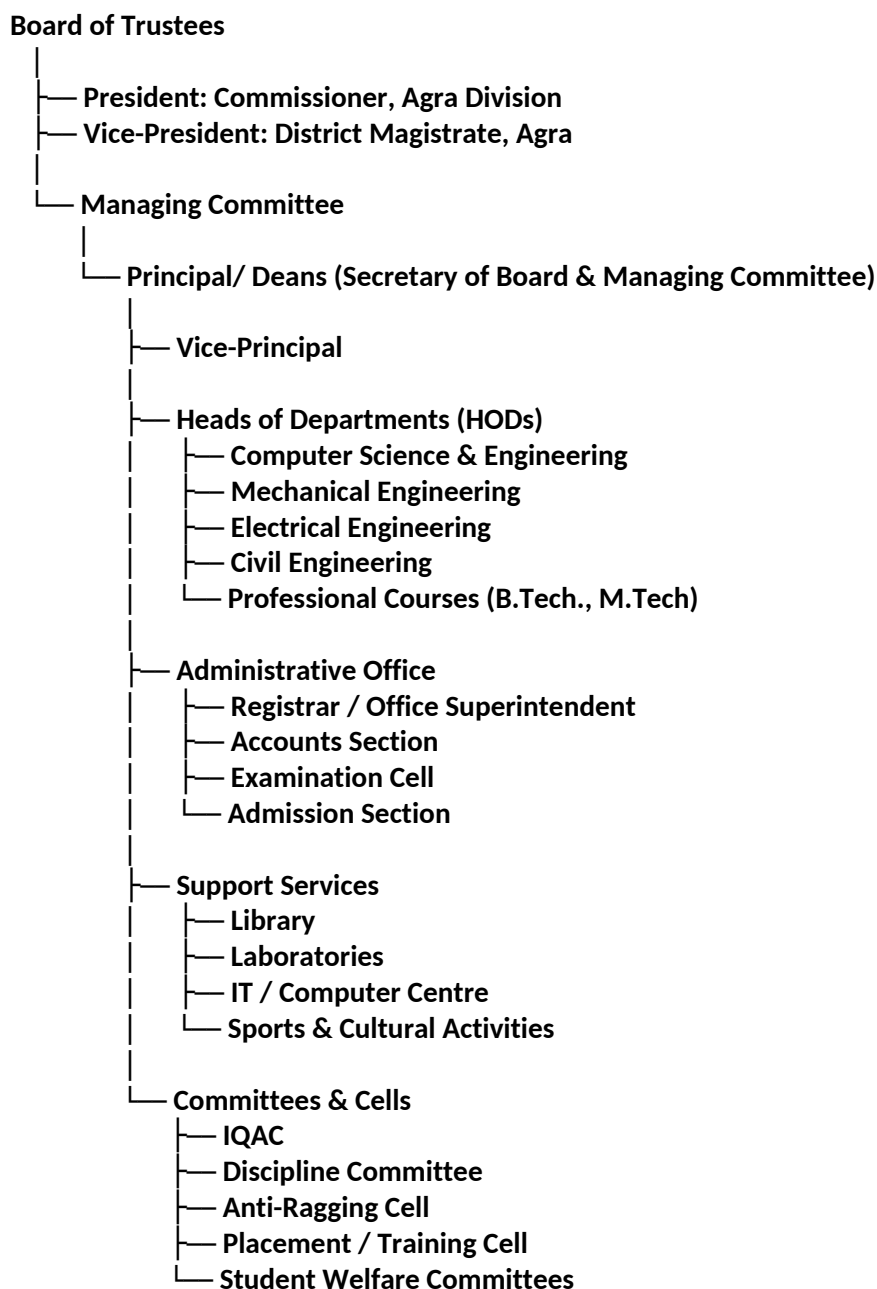 Board of Trustees
President: Commissioner, Agra Division
Vice-President: District Magistrate, Agra
Managing Committee
Principal/ Deans (Secretary of Board & Managing Committee)
Vice-Principal
Heads of Departments (HODs)
Computer Science & Engineering
Mechanical Engineering
Electrical Engineering
Civil Engineering
Professional Courses (B.Tech., M.Tech)
Administrative Office
Registrar / Office Superintendent
Accounts Section
Examination Cell
Admission Section
Support Services
Library
Laboratories
IT / Computer Centre
Sports & Cultural Activities
Committees & Cells
IQAC
Discipline Committee
Anti-Ragging Cell
Placement / Training Cell
Student Welfare Committees